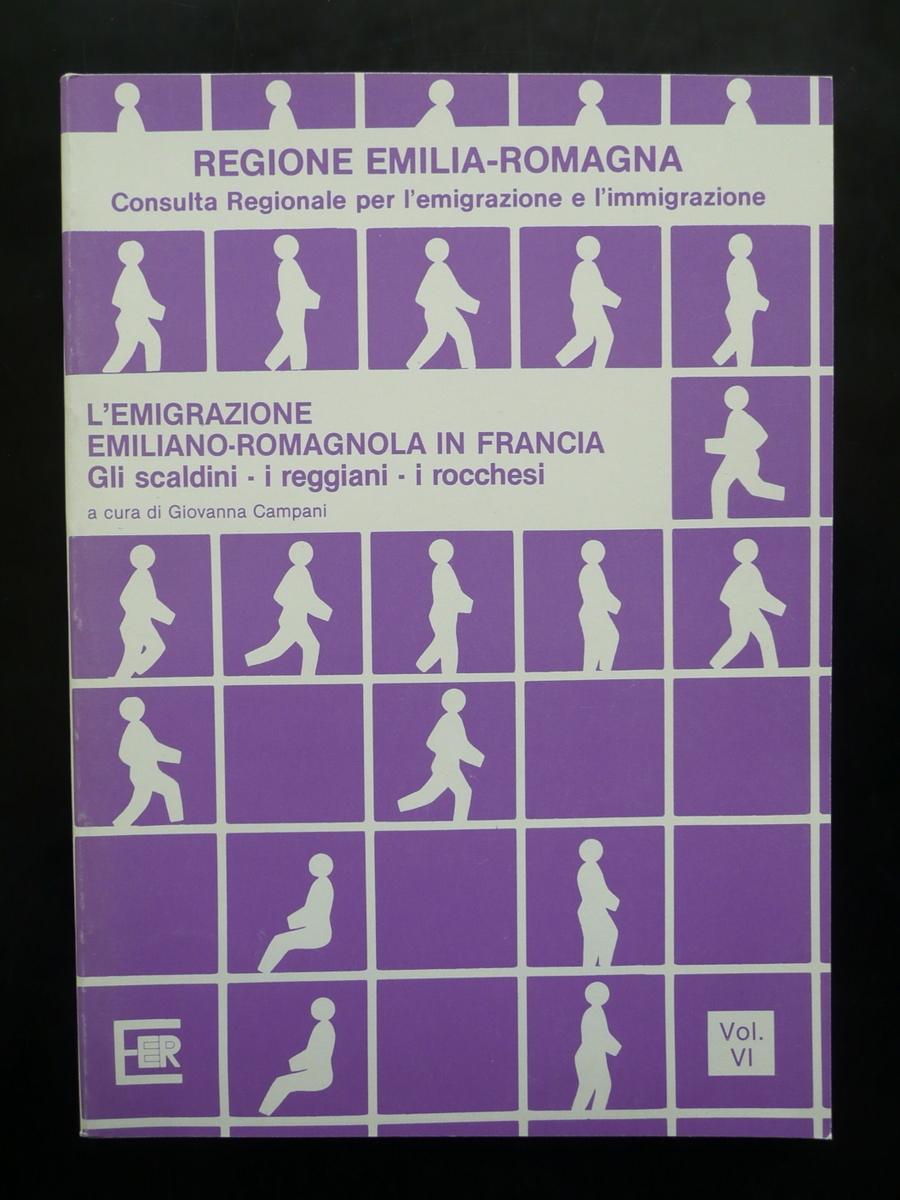 REGIONE EMILIA-ROMAGNA
Consulta Regionale per l'emigrazione e l'immigrazione
L'EMIGRAZIONE
EMILIANO-ROMAGNOLA IN FRANCIA
Gli scaldini - i reggiani - i rocchesi
a cura di Giovanna Campani
EER
Vol.
VI